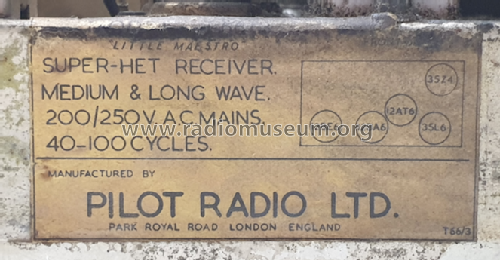 "LITTLE MAESTRO"
SUPER-HET RECEIVER.
MEDIUM & LONG WAVE.
200/250V. A.C. MAINS.
40-100 CYCLES.
35Z4
12AT6
35L6
www.radiomuseum.org
MANUFACTURED BY
PILOT RADIO LTD.
PARK ROYAL ROAD LONDON ENGLAND
T66/3